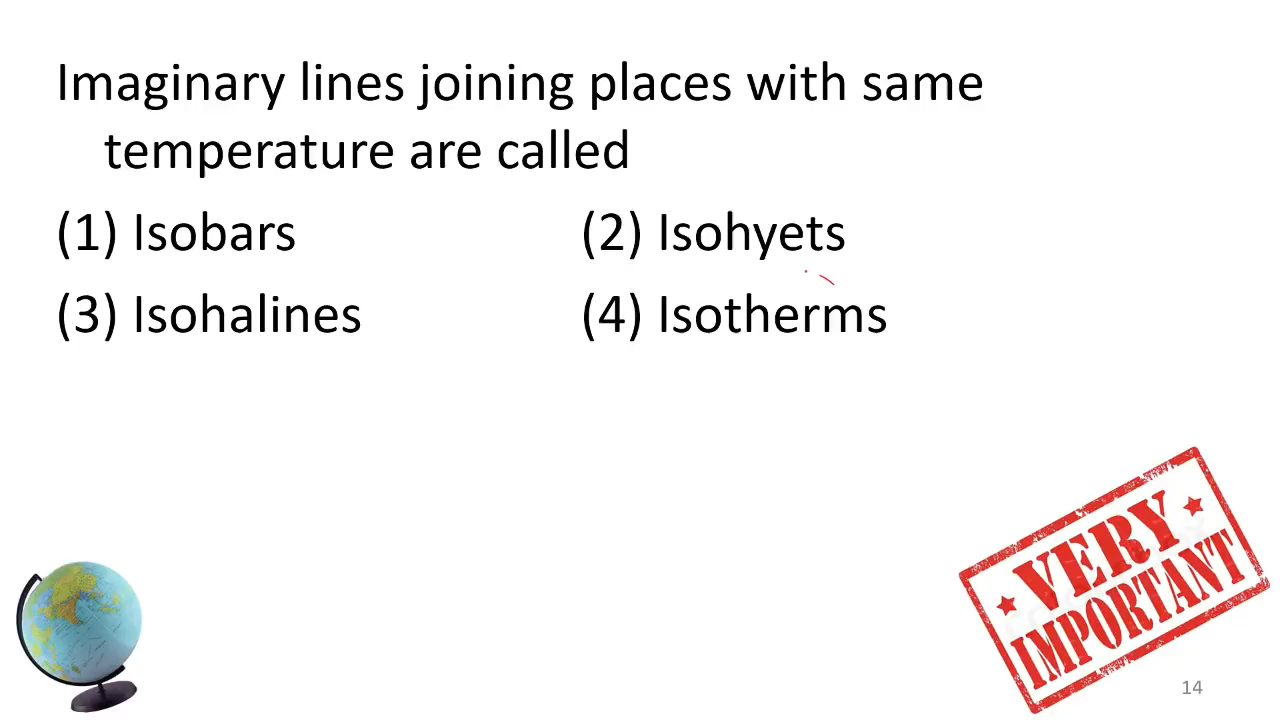 Imaginary lines joining places with same
temperature are called
(1) Isobars (2) Isohyets
(3) Isohalines (4) Isotherms
VERY
IMPORTANT
14